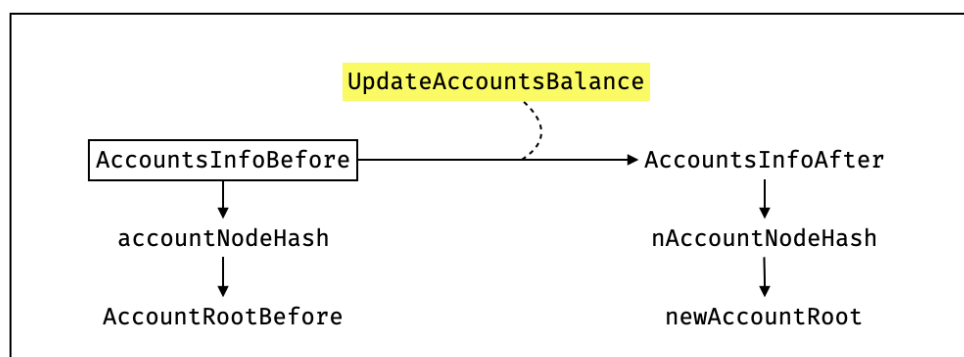 UpdateAccountsBalance
AccountsInfoBefore
AccountsInfoAfter
accountNodeHash
nAccountNodeHash
AccountRootBefore
newAccountRoot